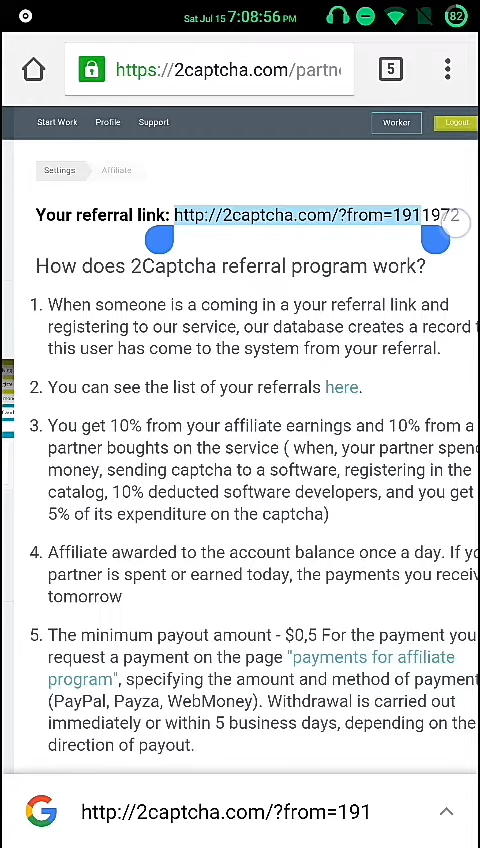 Sat Jul 15 7:08:56 PM 82
https://2captcha.com/partn 5
Start Work Profile Support Worker Logout
Settings Affiliate
Your referral link: http://2captcha.com/?from=1911972
How does 2Captcha referral program work?
1. When someone is a coming in a your referral link and
registering to our service, our database creates a record t
this user has come to the system from your referral.
2. You can see the list of your referrals here.
3. You get 10% from your affiliate earnings and 10% from a
partner boughts on the service ( when, your partner spen
money, sending captcha to a software, registering in the
catalog, 10% deducted software developers, and you get
5% of its expenditure on the captcha)
4. Affiliate awarded to the account balance once a day. If yo
partner is spent or earned today, the payments you receiv
tomorrow
5. The minimum payout amount - $0,5 For the payment you
request a payment on the page "payments for affiliate
program", specifying the amount and method of payment
(PayPal, Payza, WebMoney). Withdrawal is carried out
immediately or within 5 business days, depending on the
direction of payout.
http://2captcha.com/?from=191